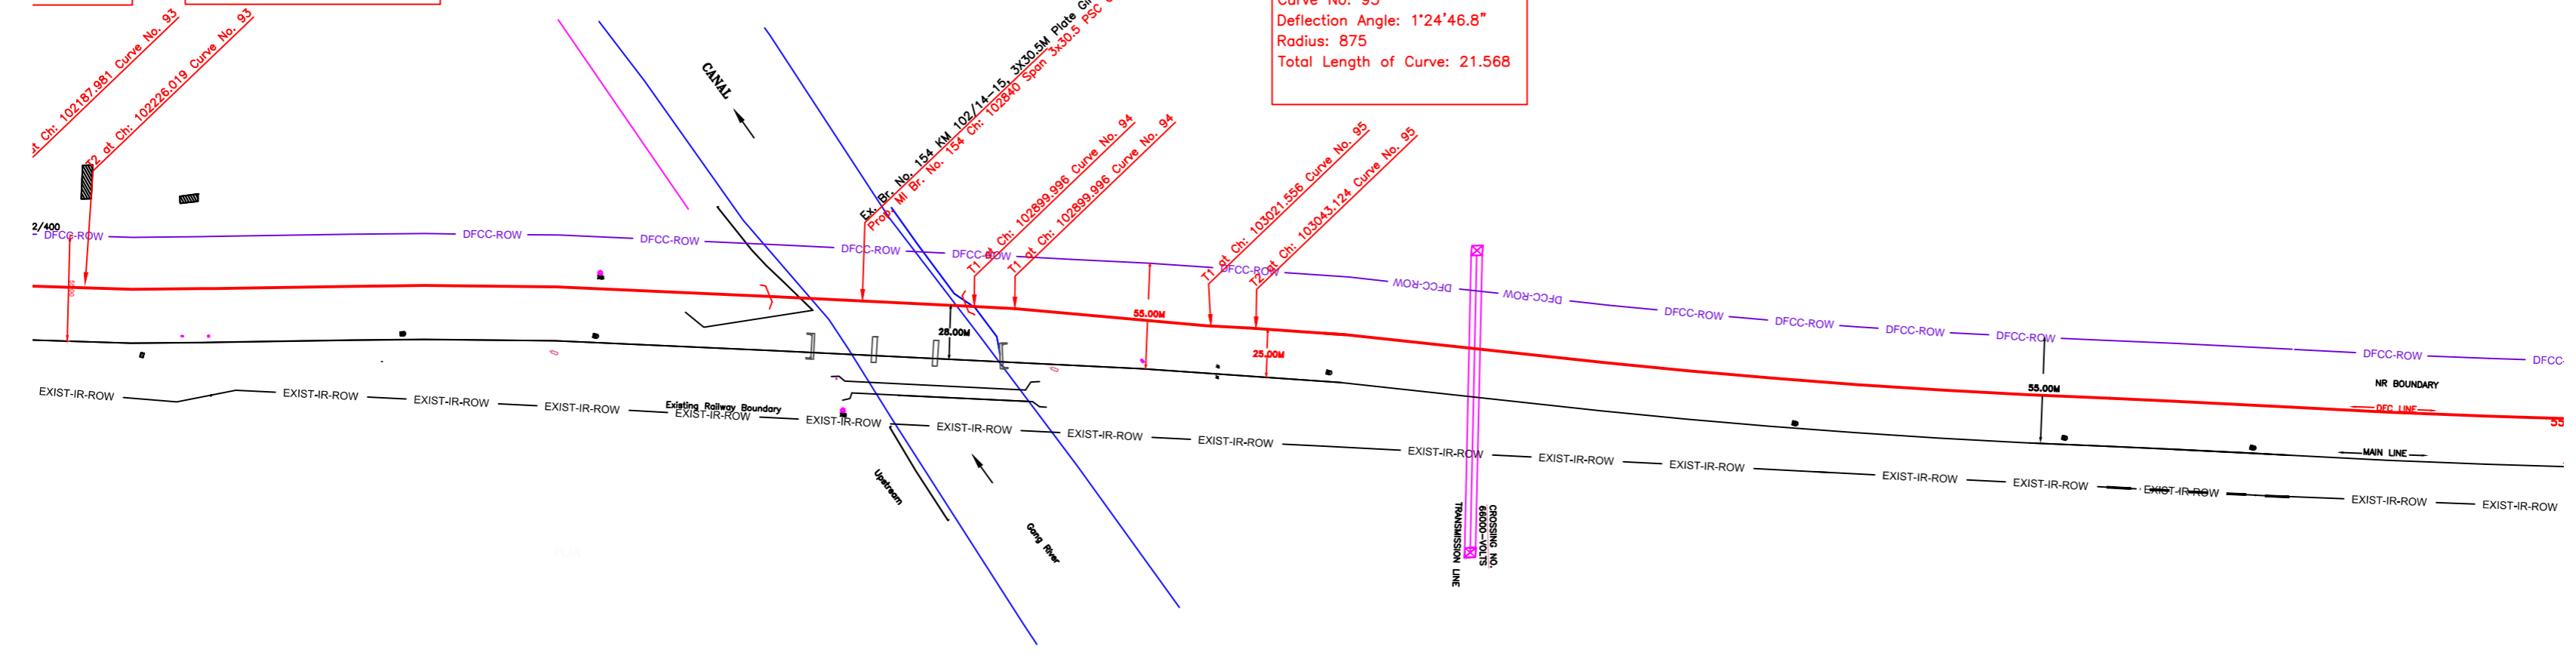 Curve No. 95
Deflection Angle: 1°24'46.8"
Radius: 875
Total Length of Curve: 21.568
at Ch: 102187.981 Curve No. 93
T2 at Ch: 102226.019 Curve No. 93
CANAL
Ex. Br. No. 154 KM 102/14-15, 3X30.5M Plate
Prop. MI Br. No. 154 Ch: 102840 Span 3x30.5 PSC
T1 at Ch: 102899.996 Curve No. 94
T1 at Ch: 102899.996 Curve No. 94
T1 at Ch: 103021.556 Curve No. 95
T2 at Ch: 103043.124 Curve No. 95
2/400
DFCC-ROW
DFCC-ROW
DFCC-ROW
DFCC-ROW
DFCC-ROW
DFCC-ROW
DFCC-ROW
DFCC-ROW
DFCC-ROW
DFCC-ROW
DFCC-ROW
DFCC-ROW
DFCC-ROW
DFCC-
55.00M
28.00M
25.00M
55.00M
NR BOUNDARY
DFC LINE
55
MAIN LINE
EXIST-IR-ROW
EXIST-IR-ROW
EXIST-IR-ROW
EXIST-IR-ROW
Existing Railway Boundary
EXIST-IR-ROW
EXIST-IR-ROW
EXIST-IR-ROW
EXIST-IR-ROW
EXIST-IR-ROW
EXIST-IR-ROW
EXIST-IR-ROW
EXIST-IR-ROW
EXIST-IR-ROW
EXIST-IR-ROW
EXIST-IR-ROW
EXIST-IR-ROW
EXIST-IR-ROW
Upstream
Gang River
CROSSING NO.
66000-VOLTS
TRANSMISSION LINE